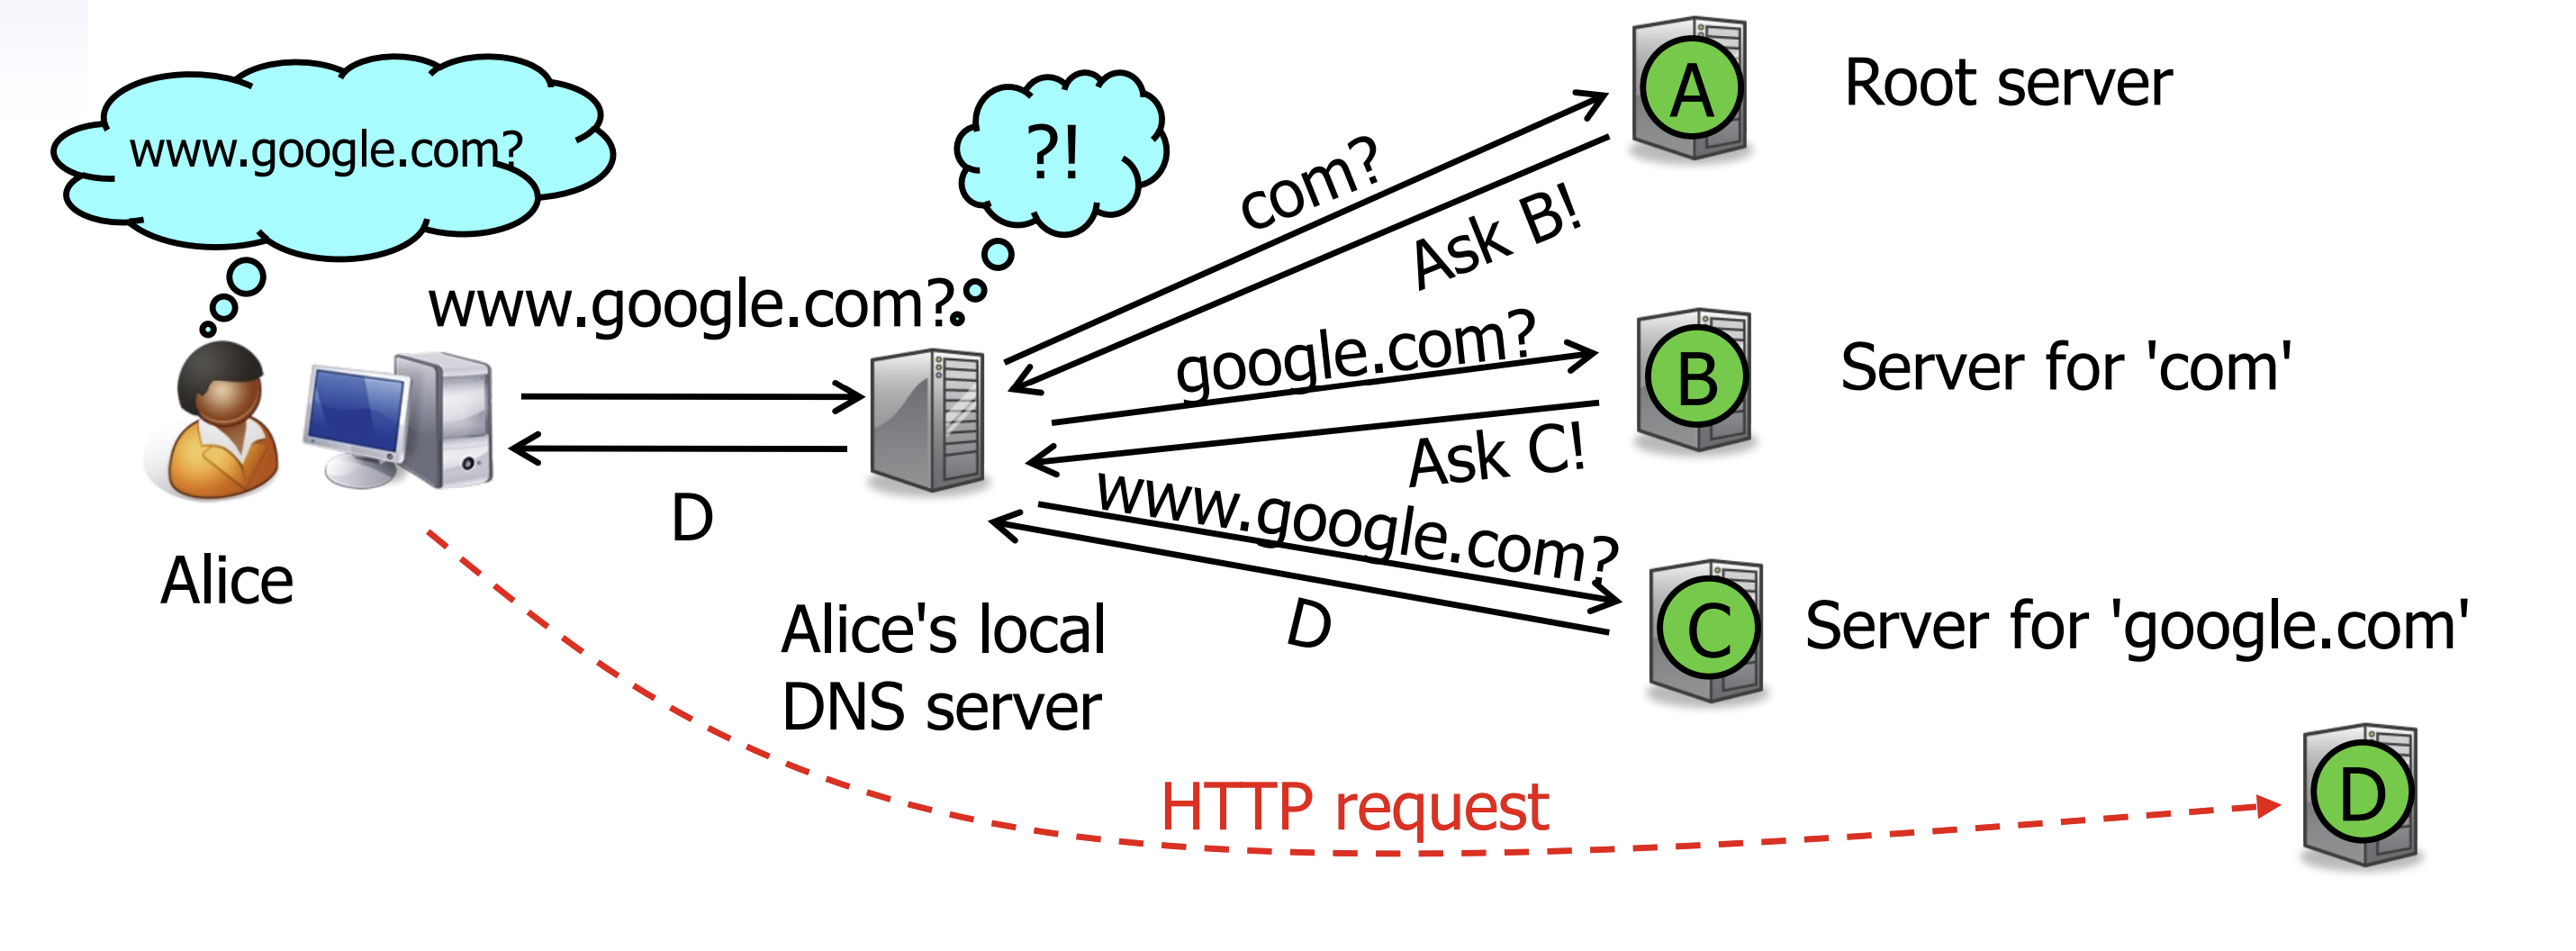 www.google.com?
?!
A
Root server
com?
Ask B!
www.google.com?
google.com?
B
Server for 'com'
Ask C!
www.google.com?
D
Alice
Alice's local
DNS server
D
C
Server for 'google.com'
HTTP request
D